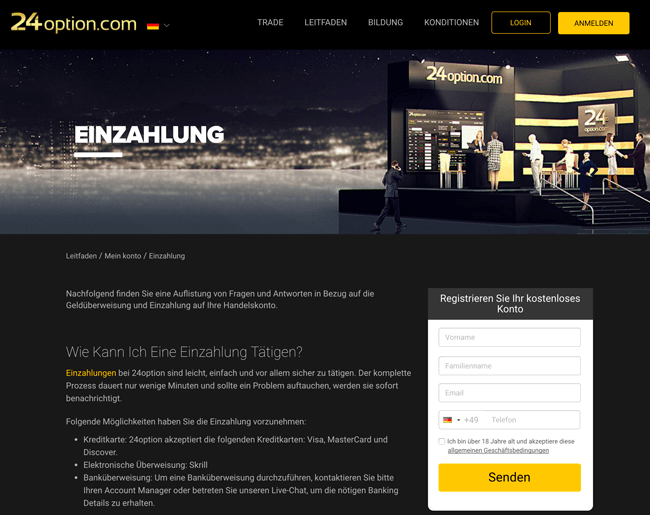 24option.com
TRADE LEITFADEN BILDUNG KONDITIONEN LOGIN ANMELDEN
24option.com
24option.com
24
option.com
EINZAHLUNG
Leitfaden / Mein konto / Einzahlung
Nachfolgend finden Sie eine Auflistung von Fragen und Antworten in Bezug auf die
Geldüberweisung und Einzahlung auf Ihre Handelskonto.
Wie Kann Ich Eine Einzahlung Tätigen?
Einzahlungen bei 24option sind leicht, einfach und vor allem sicher zu tätigen. Der komplette
Prozess dauert nur wenige Minuten und sollte ein Problem auftauchen, werden sie sofort
benachrichtigt.
Folgende Möglichkeiten haben Sie die Einzahlung vorzunehmen:
• Kreditkarte: 24option akzeptiert die folgenden Kreditkarten: Visa, MasterCard und
Discover.
• Elektronische Überweisung: Skrill
• Banküberweisung: Um eine Banküberweisung durchzuführen, kontaktieren Sie bitte
Ihren Account Manager oder betreten Sie unseren Live-Chat, um die nötigen Banking
Details zu erhalten.
Registrieren Sie Ihr kostenloses
Konto
Vorname
Familienname
Email
+49 Telefon
Ich bin über 18 Jahre alt und akzeptiere diese
allgemeinen Geschäftsbedingungen
Senden